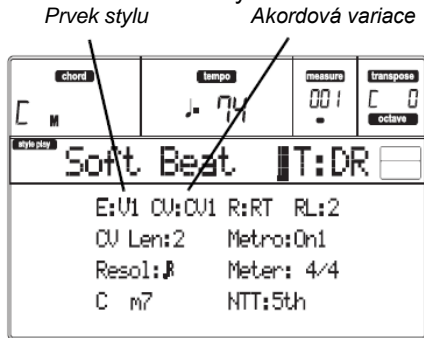 Prvek stylu Akordová variace
chord tempo measure transpose
C M ♩. 74 001 C 0
octave
style play Soft Beat T:DR
E:V1 CV:CV1 R:RT RL:2
CV Len:2 Metro:On1
Resol:♪ Meter: 4/4
C m7 NTT:5th